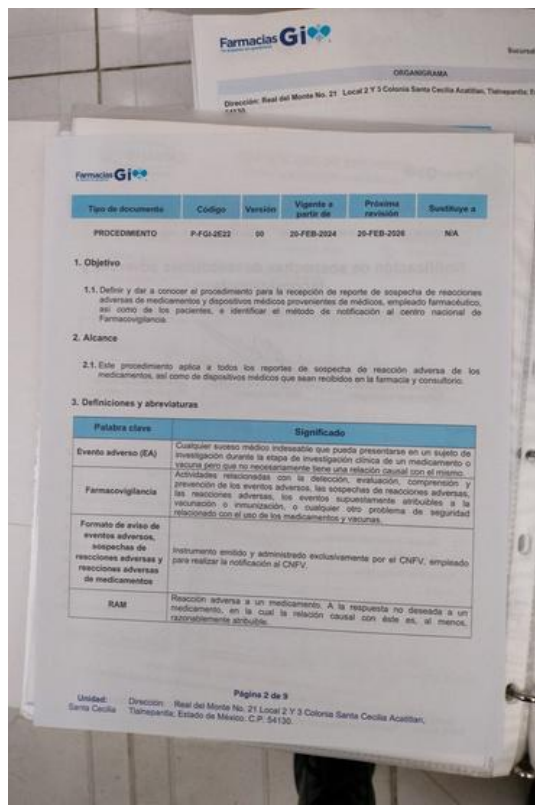 Farmacias Gi
ORGANIGRAMA
Dirección: Real del Monte No. 21 Local 2 Y 3 Colonia Santa Cecilia Acatitlan, Tlalnepantla; E
54130.
Farmacias Gi
Tipo de documento Código Versión Vigente a partir de Próxima revisión Sustituye a
PROCEDIMIENTO P-FGI-2E22 00 20-FEB-2024 20-FEB-2026 N/A
1. Objetivo
1.1. Definir y dar a conocer el procedimiento para la recepción de reporte de sospecha de reacciones
adversas de medicamentos y dispositivos médicos provenientes de médicos, empleado farmacéutico,
así como de los pacientes, e identificar el método de notificación al centro nacional de
Farmacovigilancia.
2. Alcance
2.1. Este procedimiento aplica a todos los reportes de sospecha de reacción adversa de los
medicamentos, así como de dispositivos médicos que sean recibidos en la farmacia y consultorio.
3. Definiciones y abreviaturas
Palabra clave Significado
Evento adverso (EA)
Cualquier suceso médico indeseable que pueda presentarse en un sujeto de
investigación durante la etapa de investigación clínica de un medicamento o
vacuna pero que no necesariamente tiene una relación causal con el mismo.
Farmacovigilancia
Actividades relacionadas con la detección, evaluación, comprensión y
prevención de los eventos adversos, las sospechas de reacciones adversas,
las reacciones adversas, los eventos supuestamente atribuibles a la
vacunación o inmunización, o cualquier otro problema de seguridad
relacionado con el uso de los medicamentos y vacunas.
Formato de aviso de
eventos adversos,
sospechas de
reacciones adversas y
reacciones adversas
de medicamentos
Instrumento emitido y administrado exclusivamente por el CNFV, empleado
para realizar la notificación al CNFV.
RAM
Reacción adversa a un medicamento. A la respuesta no deseada a un
medicamento, en la cual la relación causal con éste es, al menos,
razonablemente atribuible.
Página 2 de 9
Unidad: Dirección: Real del Monte No. 21 Local 2 Y 3 Colonia Santa Cecilia Acatitlan,
Santa Cecilia Tlalnepantla; Estado de México. C.P. 54130.